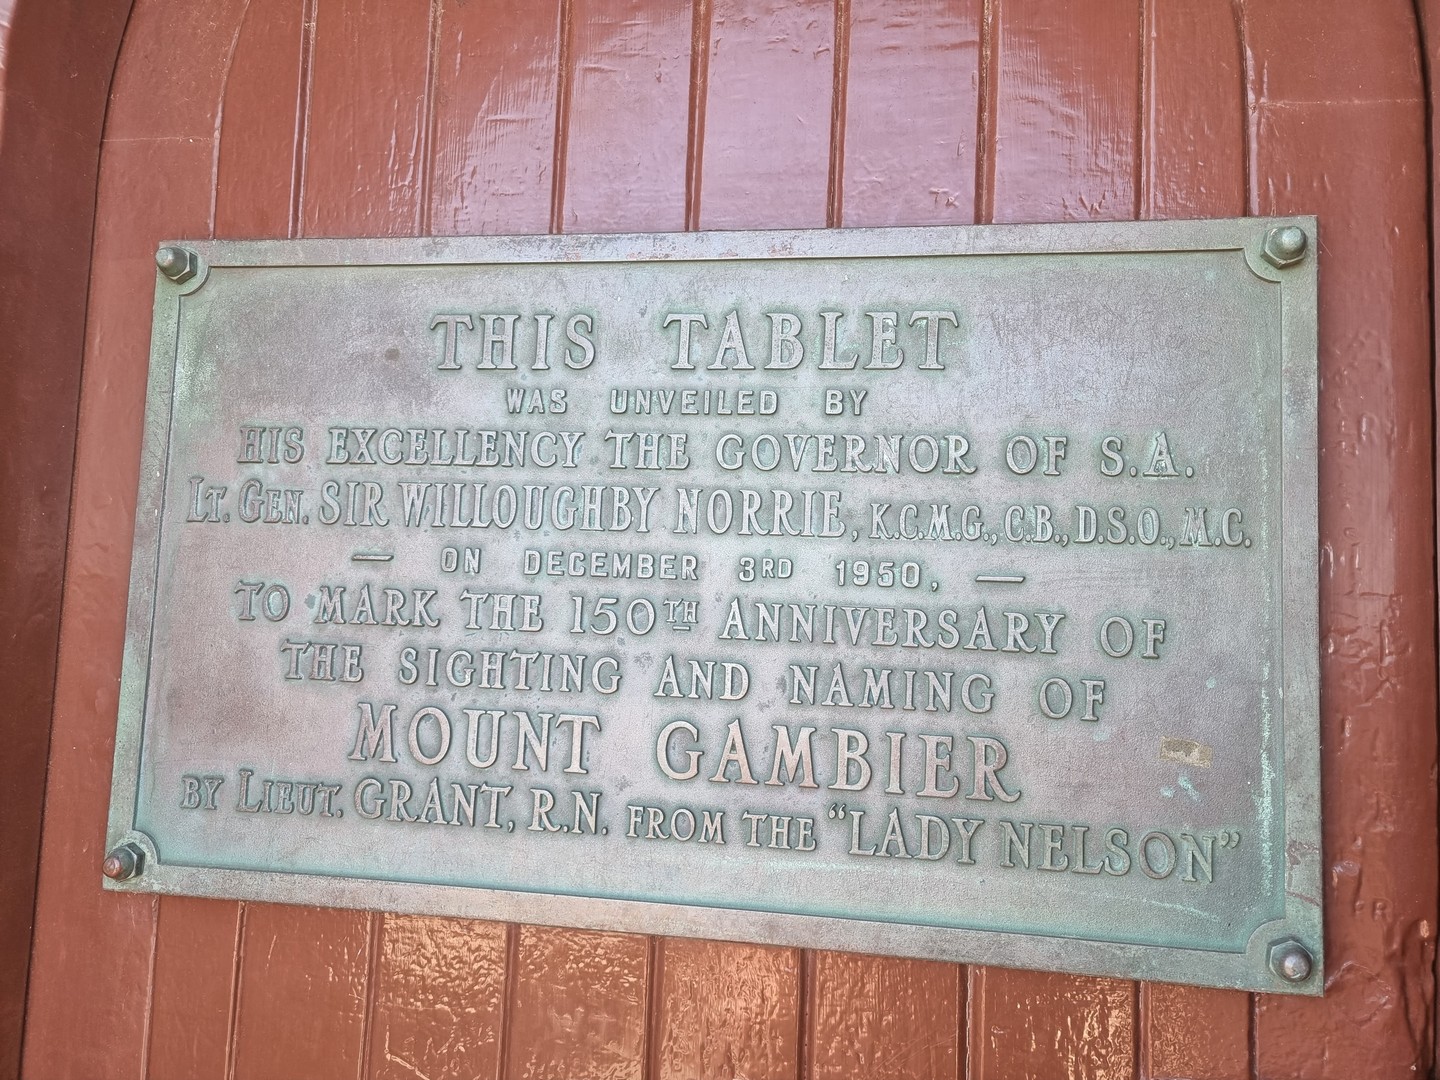 THIS TABLET
WAS UNVEILED BY
HIS EXCELLENCY THE GOVERNOR OF S.A.
LT. GEN. SIR WILLOUGHBY NORRIE, K.C.M.G., C.B., D.S.O., M.C.
— ON DECEMBER 3RD 1950, —
TO MARK THE 150TH ANNIVERSARY OF
THE SIGHTING AND NAMING OF
MOUNT GAMBIER
BY LIEUT. GRANT, R.N. FROM THE “LADY NELSON”